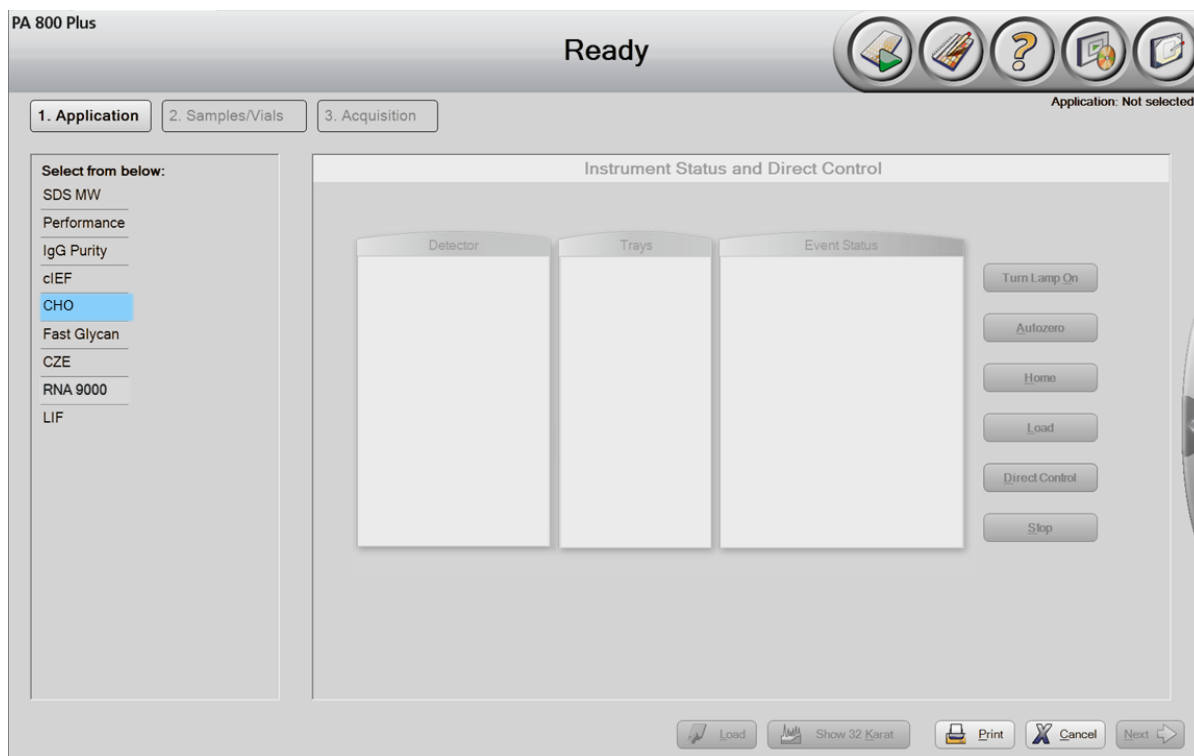 PA 800 Plus
Ready
Application: Not selected
1. Application
2. Samples/Vials
3. Acquisition
Select from below:
SDS MW
Performance
IgG Purity
cIEF
CHO
Fast Glycan
CZE
RNA 9000
LIF
Instrument Status and Direct Control
Detector
Trays
Event Status
Turn Lamp On
Autozero
Home
Load
Direct Control
Stop
Load
Show 32 Karat
Print
Cancel
Next